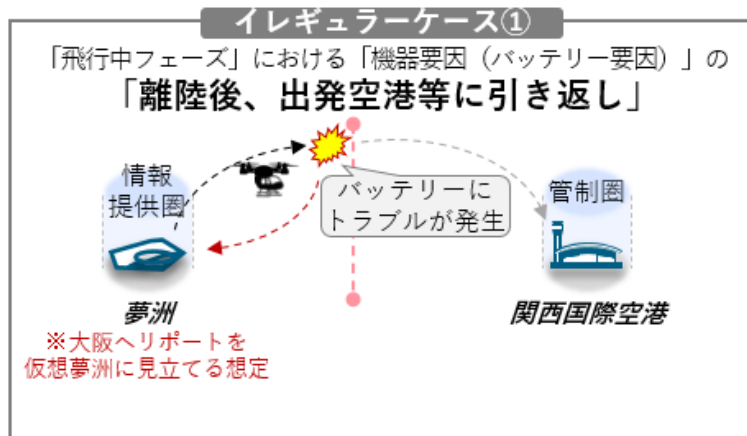 イレギュラーケース①
「飛行中フェーズ」における「機器要因（バッテリー要因）」の
「離陸後、出発空港等に引き返し」
情報
提供圏
バッテリーに
トラブルが発生
管制圏
夢洲
関西国際空港
※大阪ヘリポートを
仮想夢洲に見立てる想定